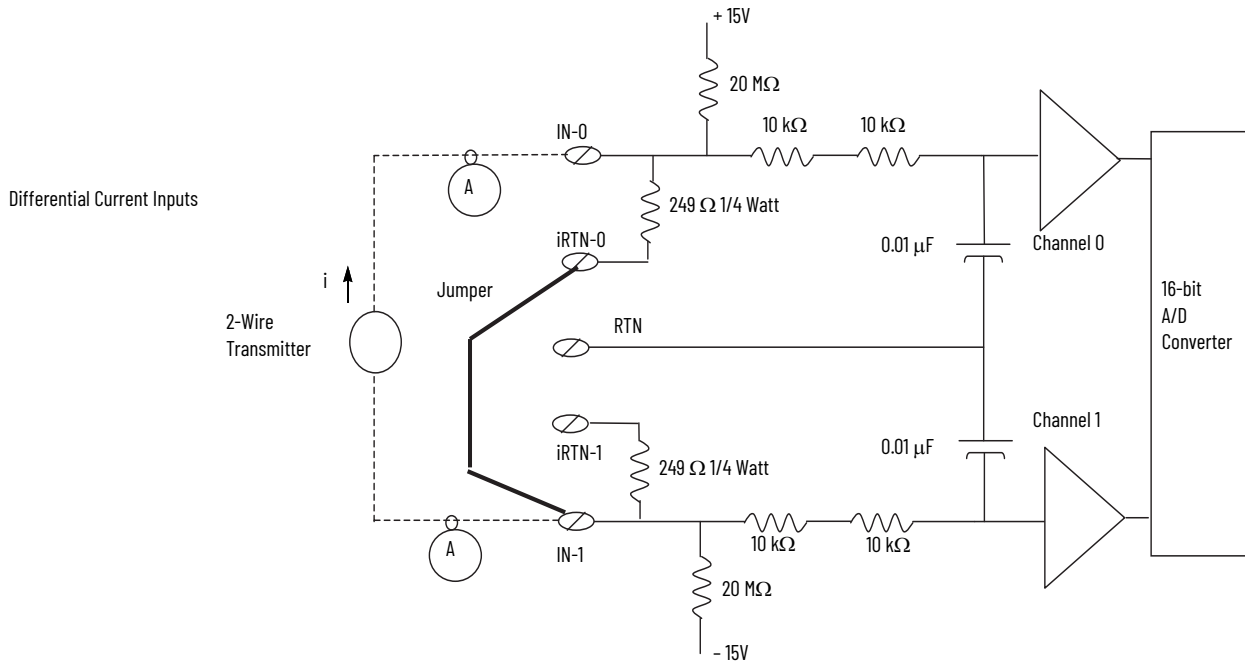 + 15V
20 MΩ
10 kΩ
10 kΩ
IN-0
A
Differential Current Inputs
249 Ω 1/4 Watt
iRTN-0
0.01 μF
Channel 0
i
Jumper
16-bit
A/D
Converter
2-Wire
Transmitter
RTN
Channel 1
iRTN-1
0.01 μF
249 Ω 1/4 Watt
A
IN-1
10 kΩ
10 kΩ
20 MΩ
– 15V